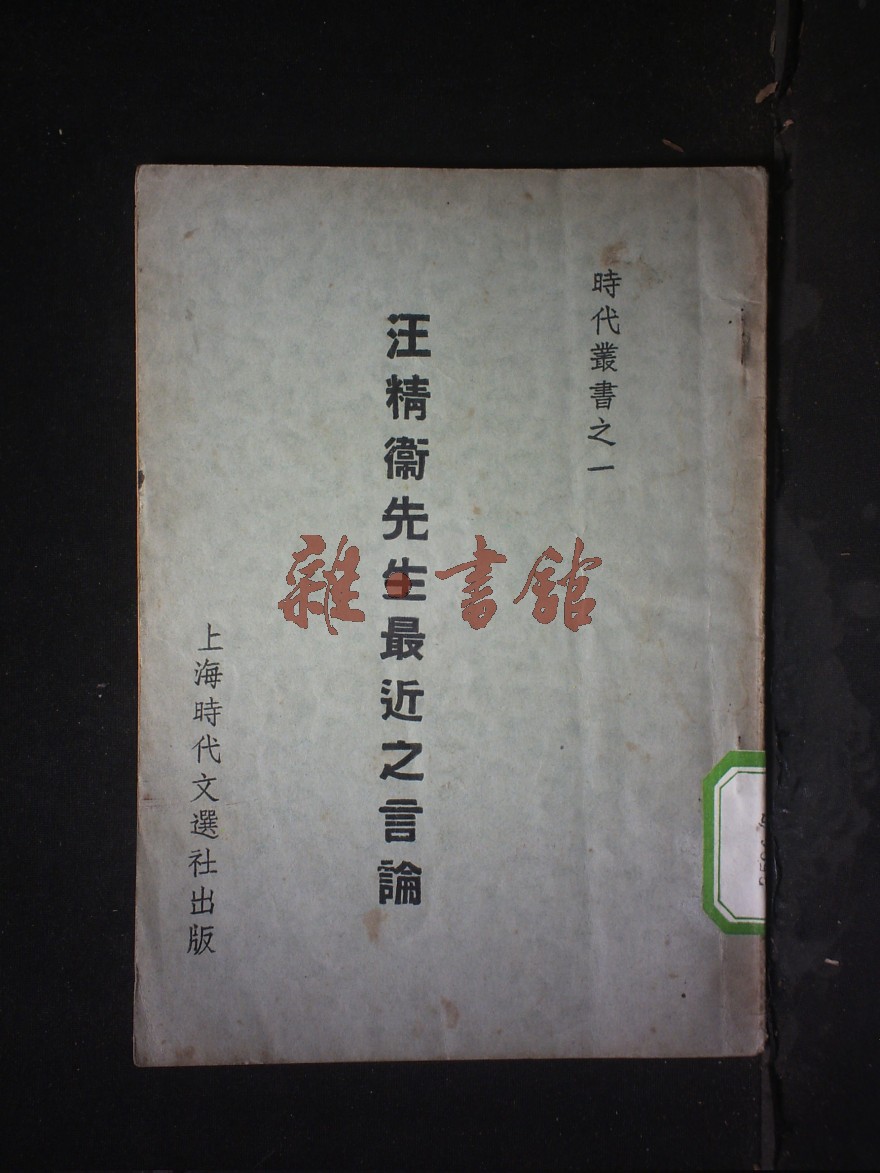 時代叢書之一
汪精衞先生最近之言論
上海時代文選社出版
雜·書館